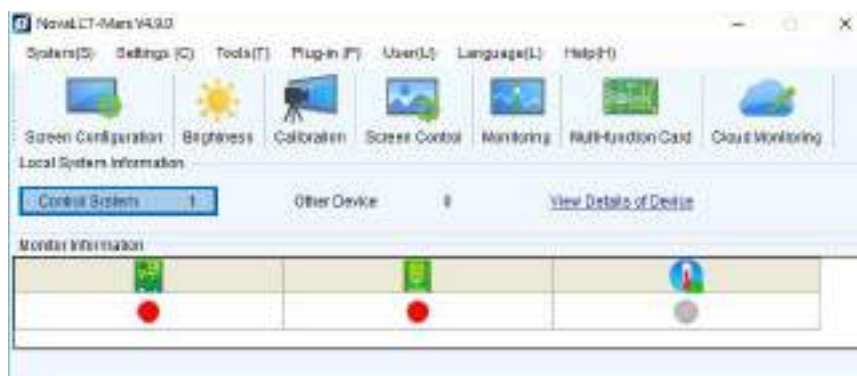 NovaLCT-Mars V4.9.0
System(S) Settings (C) Tools(T) Plug-in (P) User(U) Language(L) Help(H)
Screen Configuration Brightness Calibration Screen Control Monitoring Multi-function Card Cloud Monitoring
Local System Information
Control System 1 Other Device 0 View Details of Device
Monitor Information